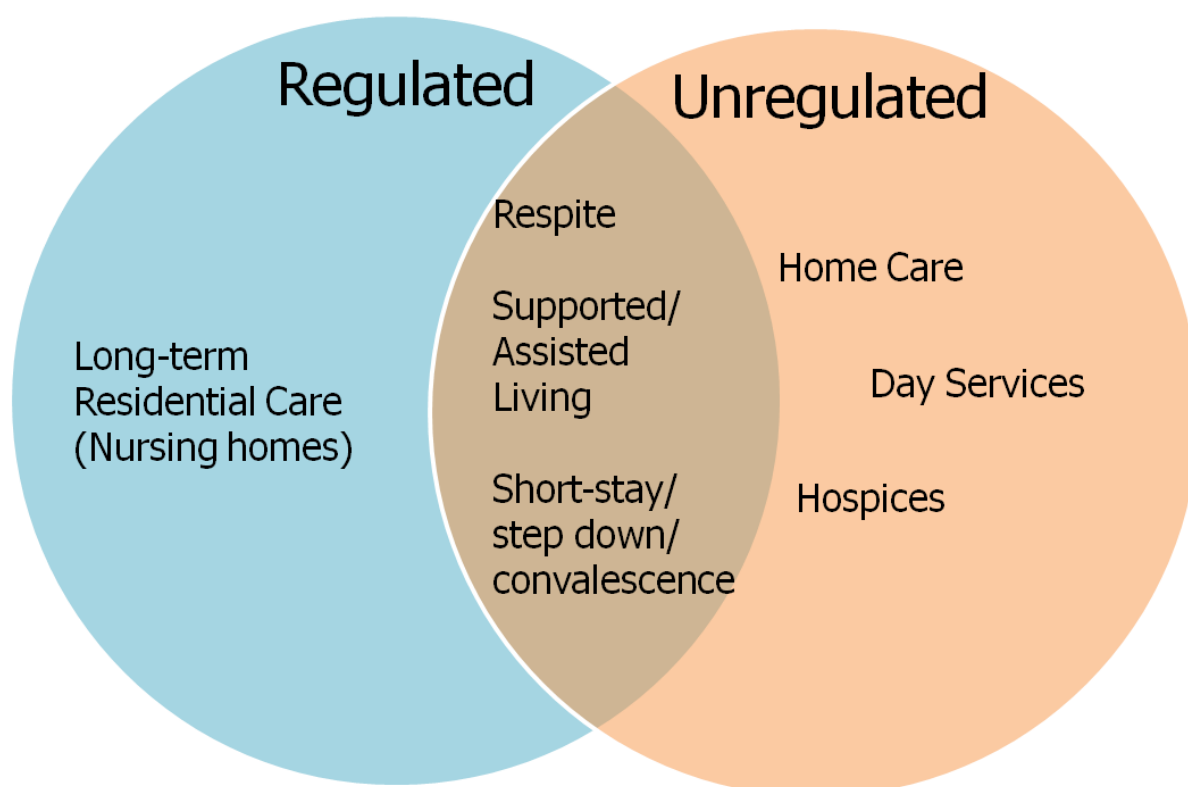 Regulated
Unregulated
Long-term
Residential Care
(Nursing homes)
Respite
Supported/
Assisted
Living
Short-stay/
step down/
convalescence
Home Care
Day Services
Hospices